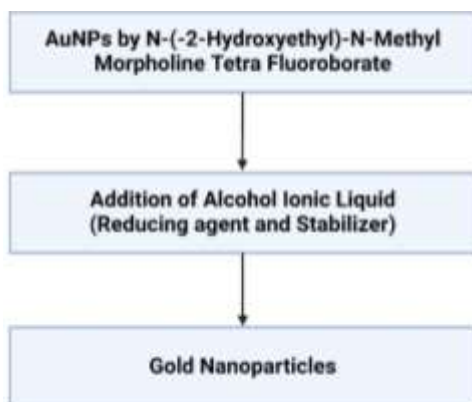 AuNPs by N-(-2-Hydroxyethyl)-N-Methyl
Morpholine Tetra Fluoroborate
Addition of Alcohol Ionic Liquid
(Reducing agent and Stabilizer)
Gold Nanoparticles